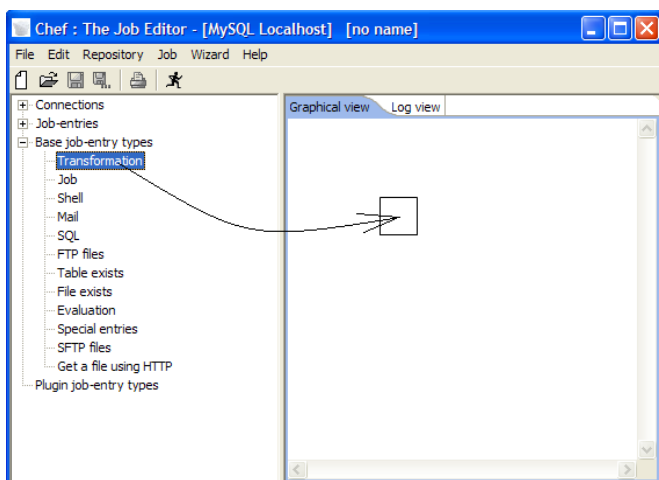 Chef : The Job Editor - [MySQL Localhost] [no name]
File Edit Repository Job Wizard Help
Connections
Job-entries
Base job-entry types
Transformation
Job
Shell
Mail
SQL
FTP files
Table exists
File exists
Evaluation
Special entries
SFTP files
Get a file using HTTP
Plugin job-entry types
Graphical view Log view